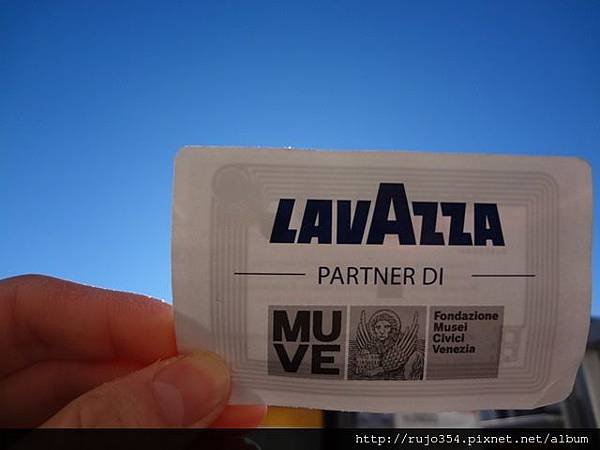 LAVAZZA
PARTNER DI
MU
VE
Fondazione
Musei
Civici
Venezia
http://rujo354.pixnet.net/album